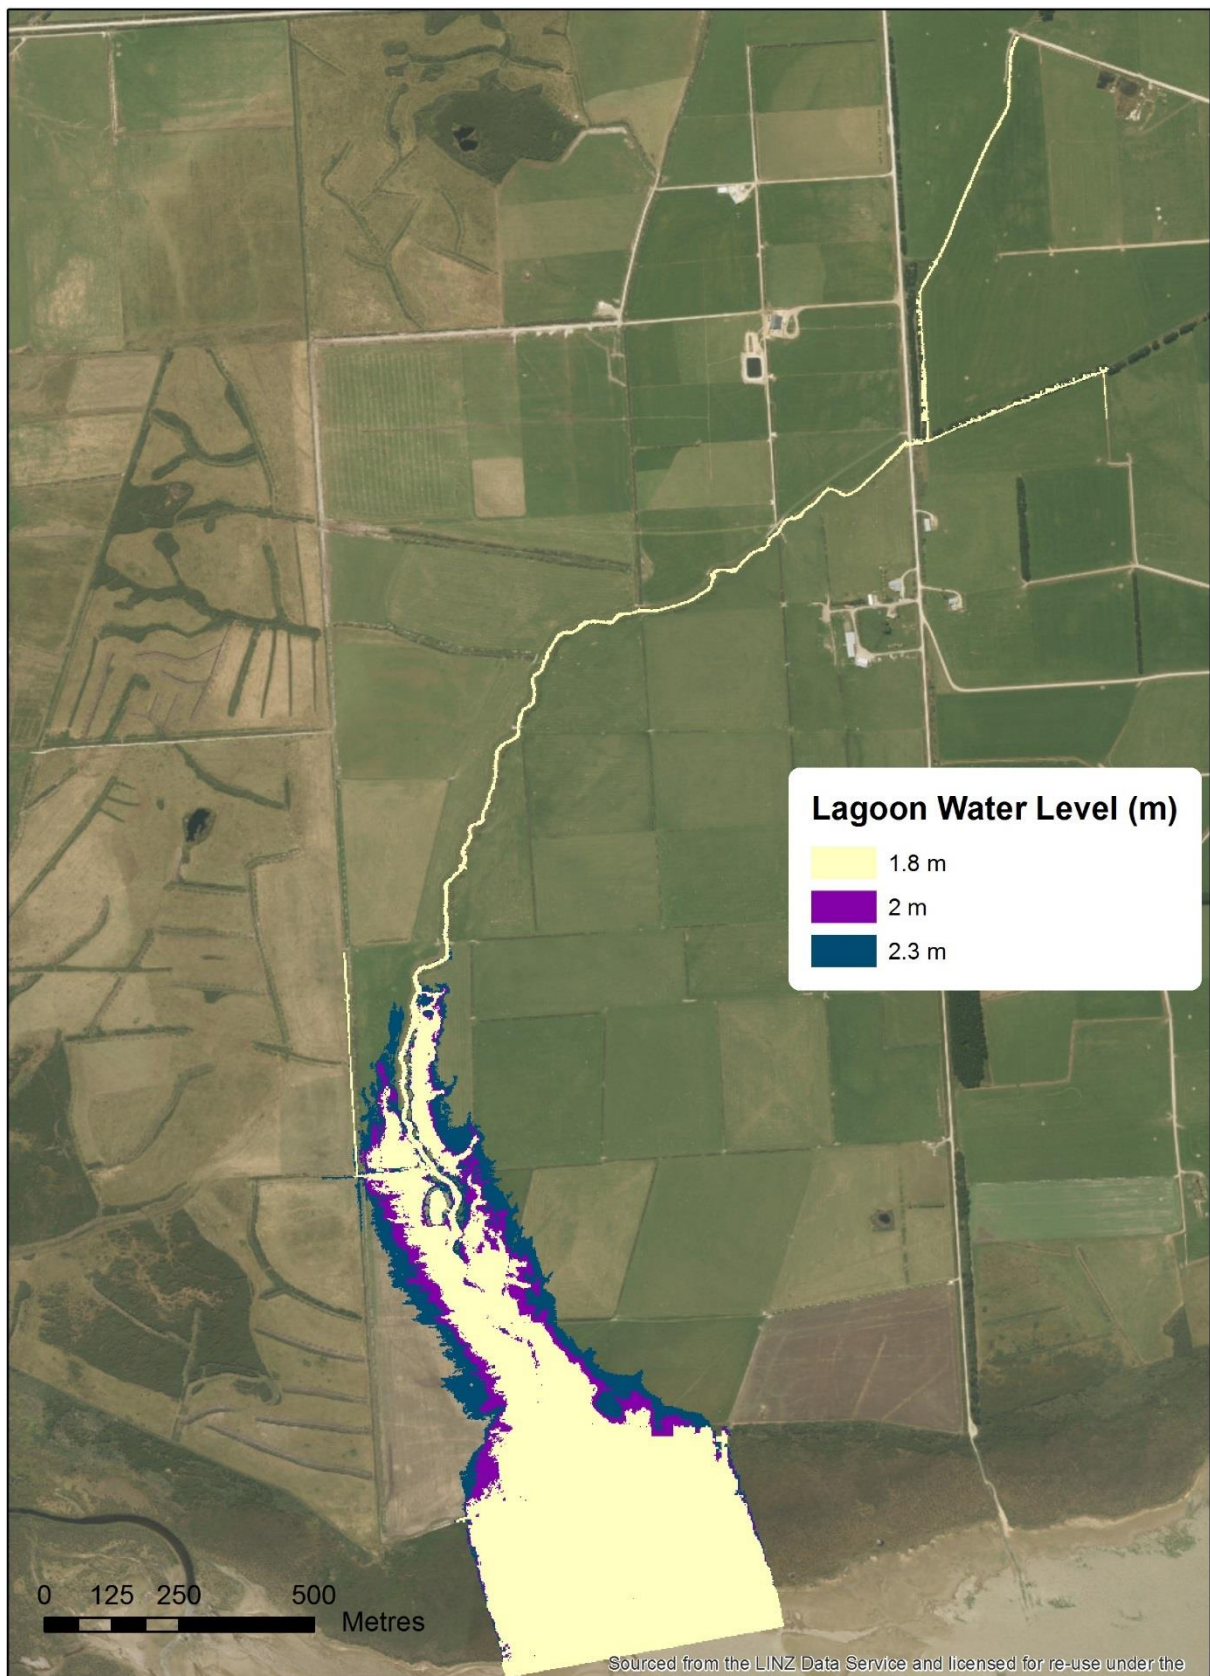 Lagoon Water Level (m)
1.8 m
2 m
2.3 m
0 125 250 500
Metres
Sourced from the LINZ Data Service and licensed for re-use under the